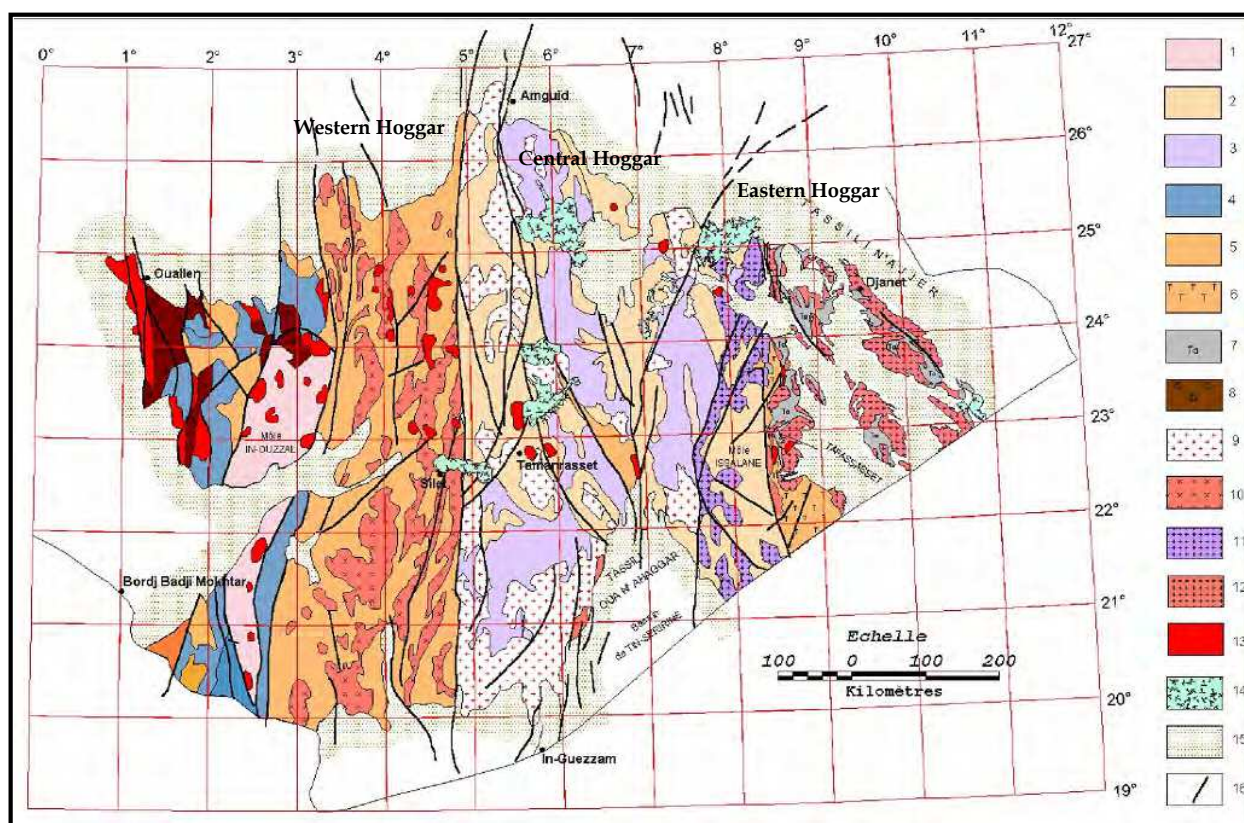 0° 1° 2° 3° 4° 5° 6° 7° 8° 9° 10° 11° 12°
27°
26°
25°
24°
23°
22°
21°
20°
19°
Amguid
Western Hoggar
Central Hoggar
Eastern Hoggar
TASSILI N'AJJER
Ouallen
Djanet
Môle
IN-OUZZAL
Tamanrasset
Silet
Môle
ISSALANE
TAFASSASSET
TASSILI
OUA N' AHAGGAR
Bordj Badji Mokhtar
Bassin
de TIN-SERIRINE
In-Guezzam
Echelle
100 0 100 200
Kilomètres
1
2
3
4
5
T T T T T 6
Ta 7
8
9
10
11
12
13
14
15
16